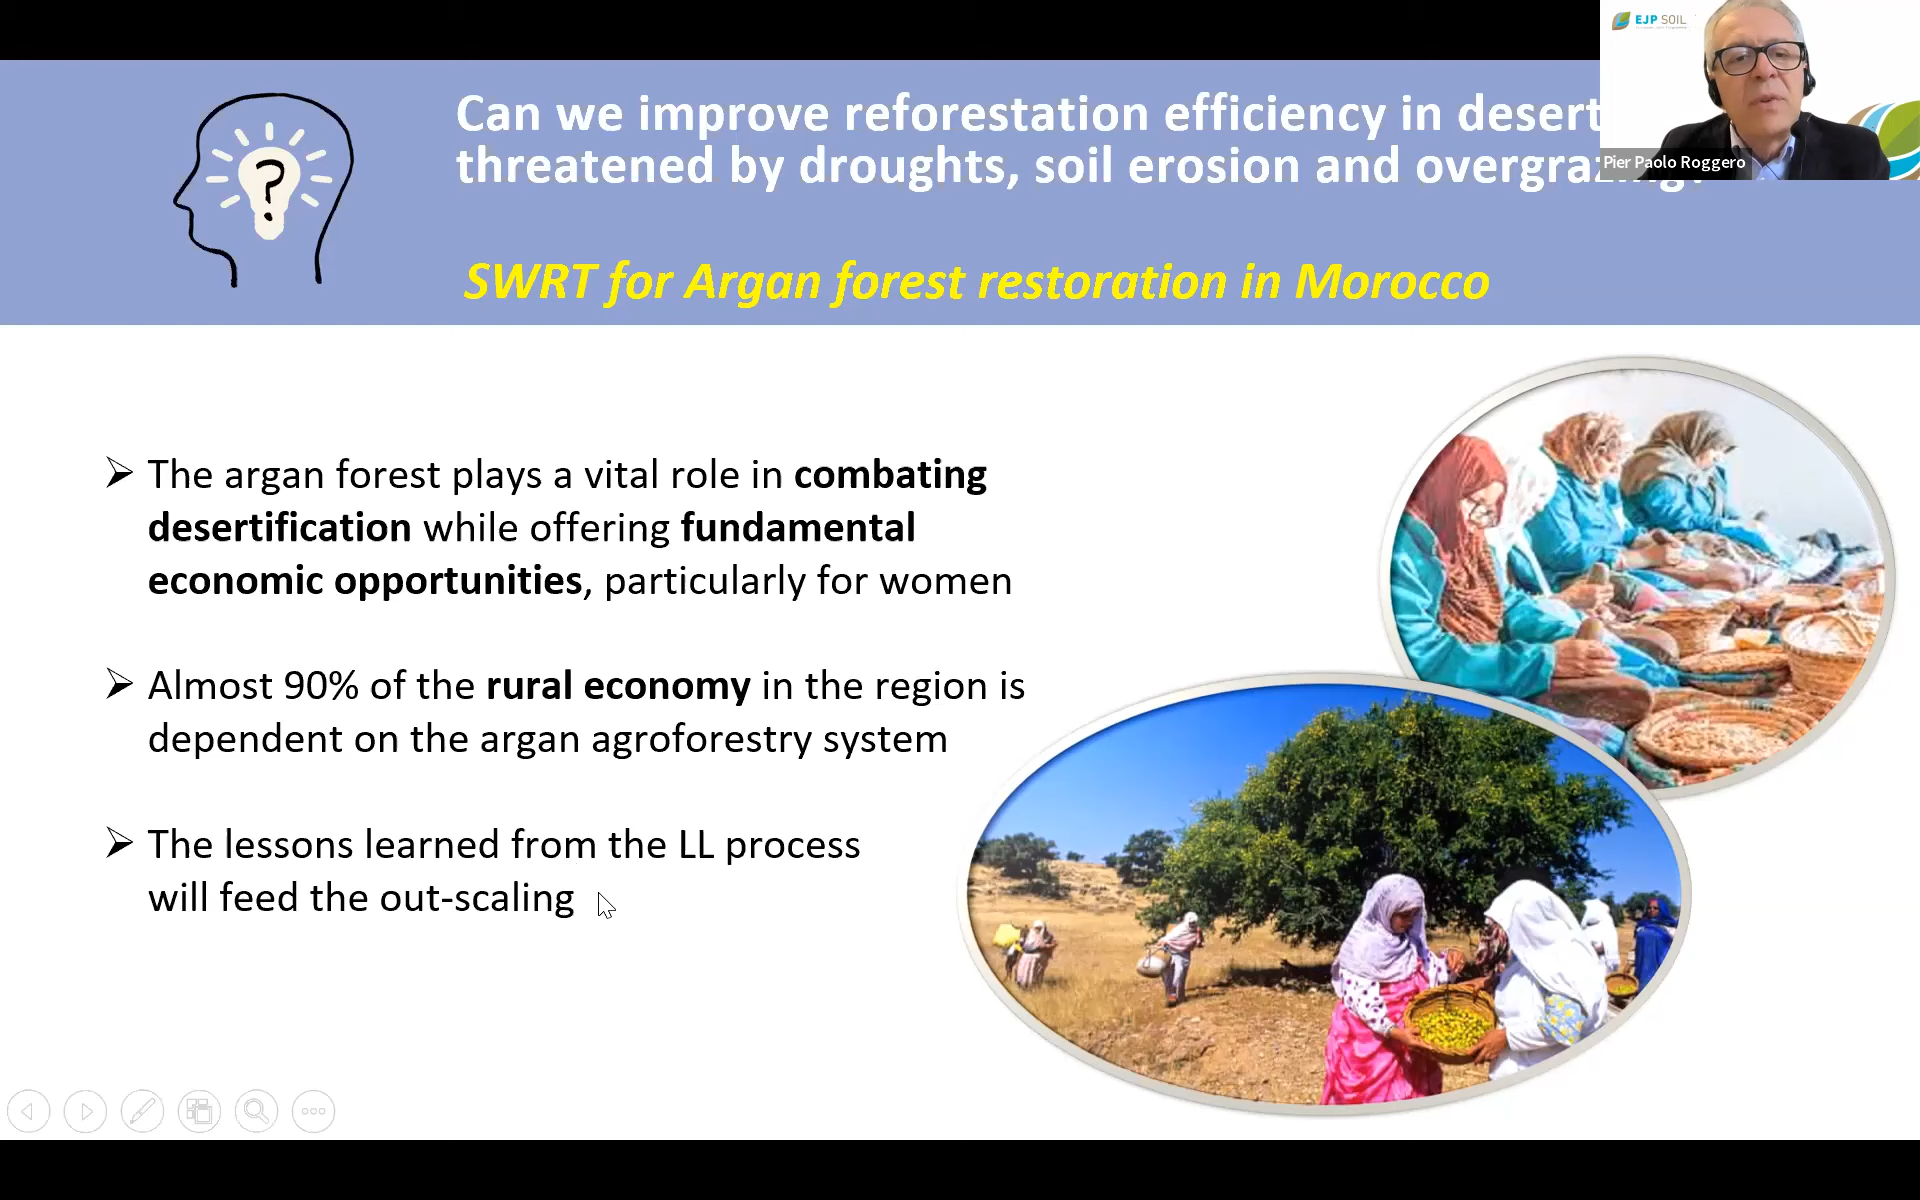 EJP SOIL
Can we improve reforestation efficiency in desert
threatened by droughts, soil erosion and overgrazing?
Pier Paolo Roggero
SWRT for Argan forest restoration in Morocco
The argan forest plays a vital role in combating
desertification while offering fundamental
economic opportunities, particularly for women
Almost 90% of the rural economy in the region is
dependent on the argan agroforestry system
The lessons learned from the LL process
will feed the out-scaling